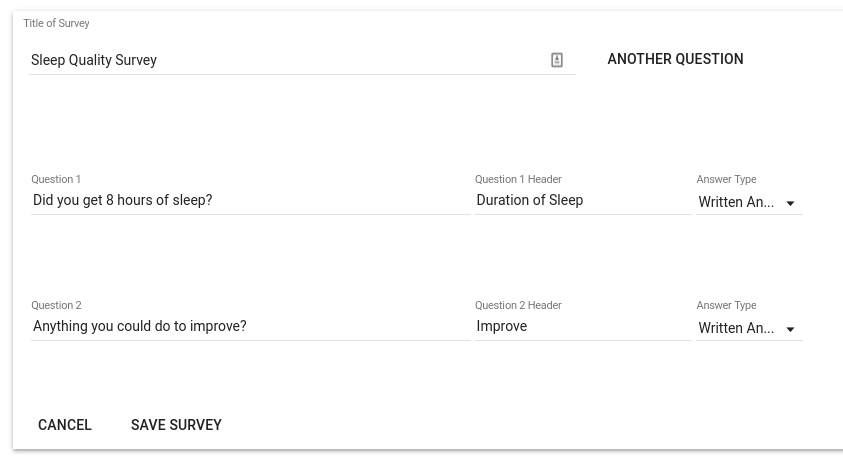 Title of Survey
Sleep Quality Survey
ANOTHER QUESTION
Question 1
Question 1 Header
Answer Type
Did you get 8 hours of sleep?
Duration of Sleep
Written An...
Question 2
Question 2 Header
Answer Type
Anything you could do to improve?
Improve
Written An...
CANCEL
SAVE SURVEY